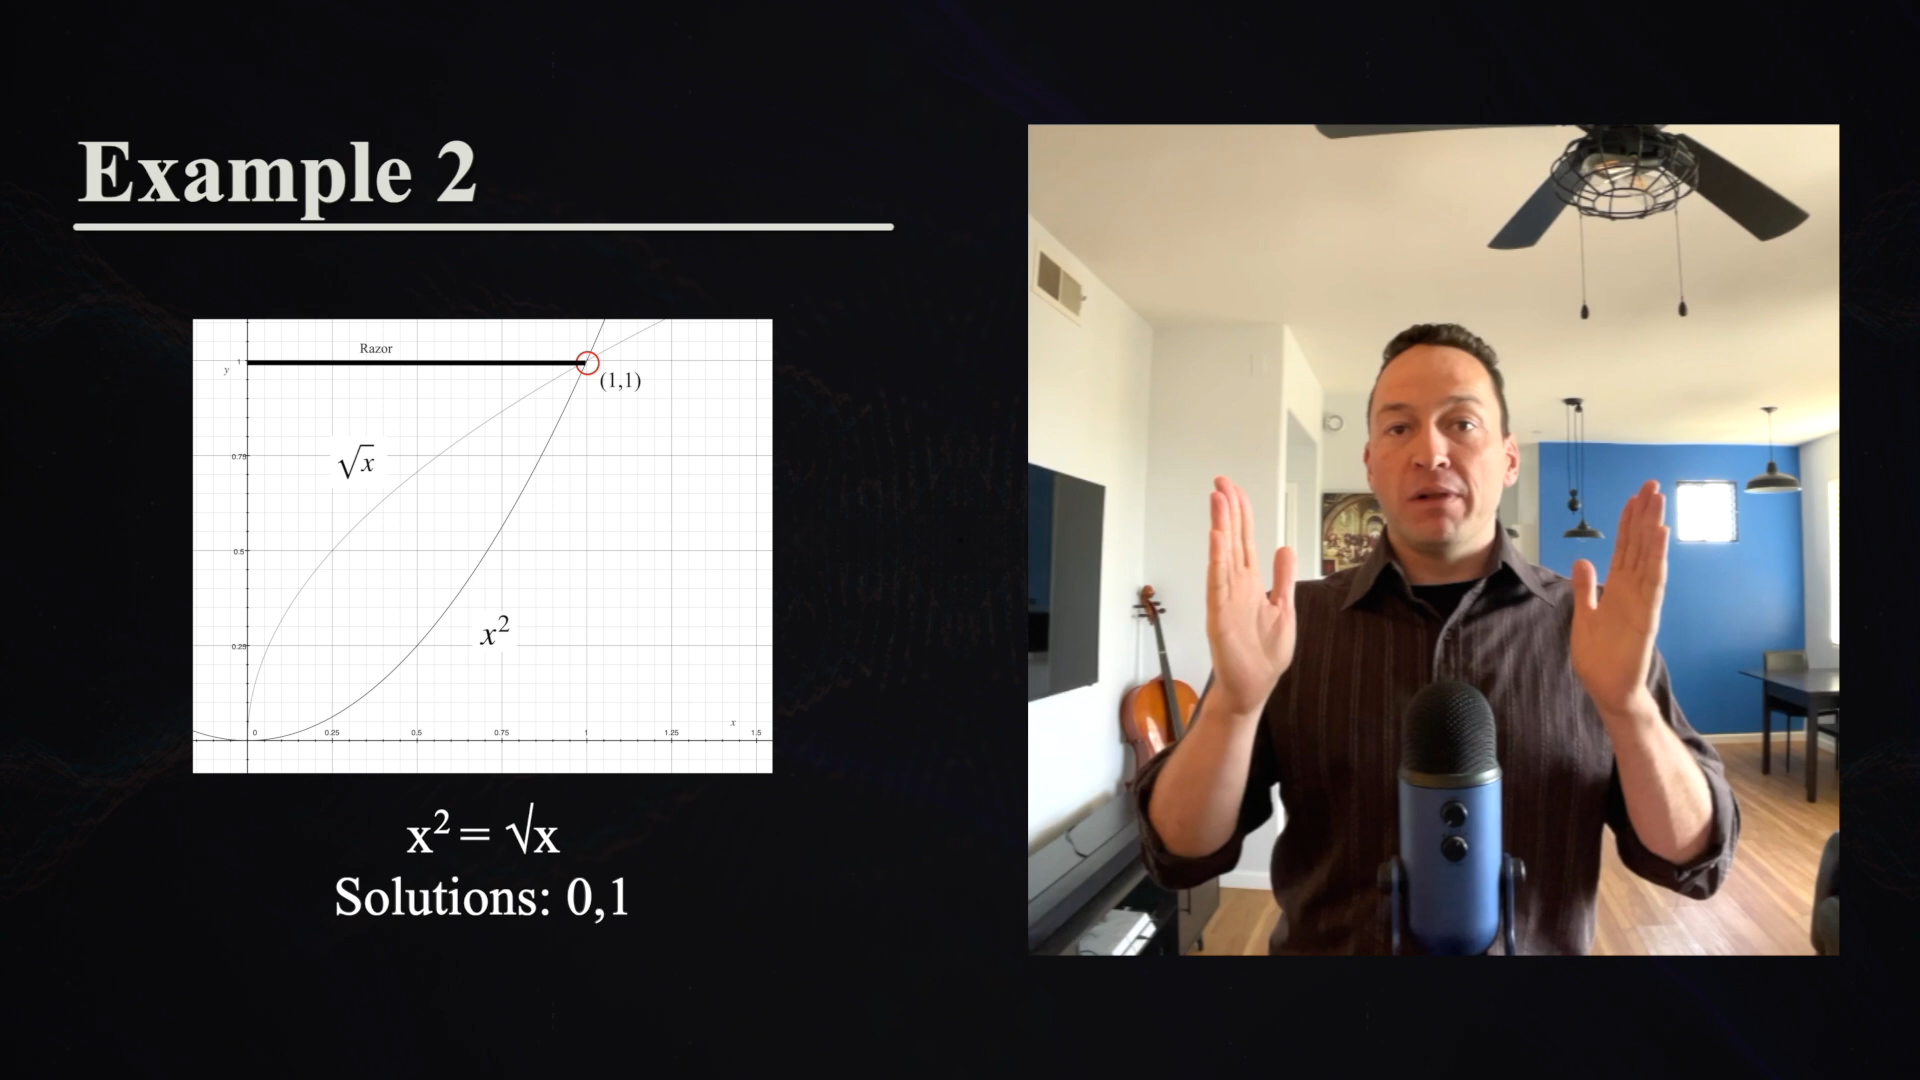 Example 2
Razor
1
y
(1,1)
√x
0.75
0.5
x²
0.25
x
0 0.25 0.5 0.75 1 1.25 1.5
x² = √x
Solutions: 0,1